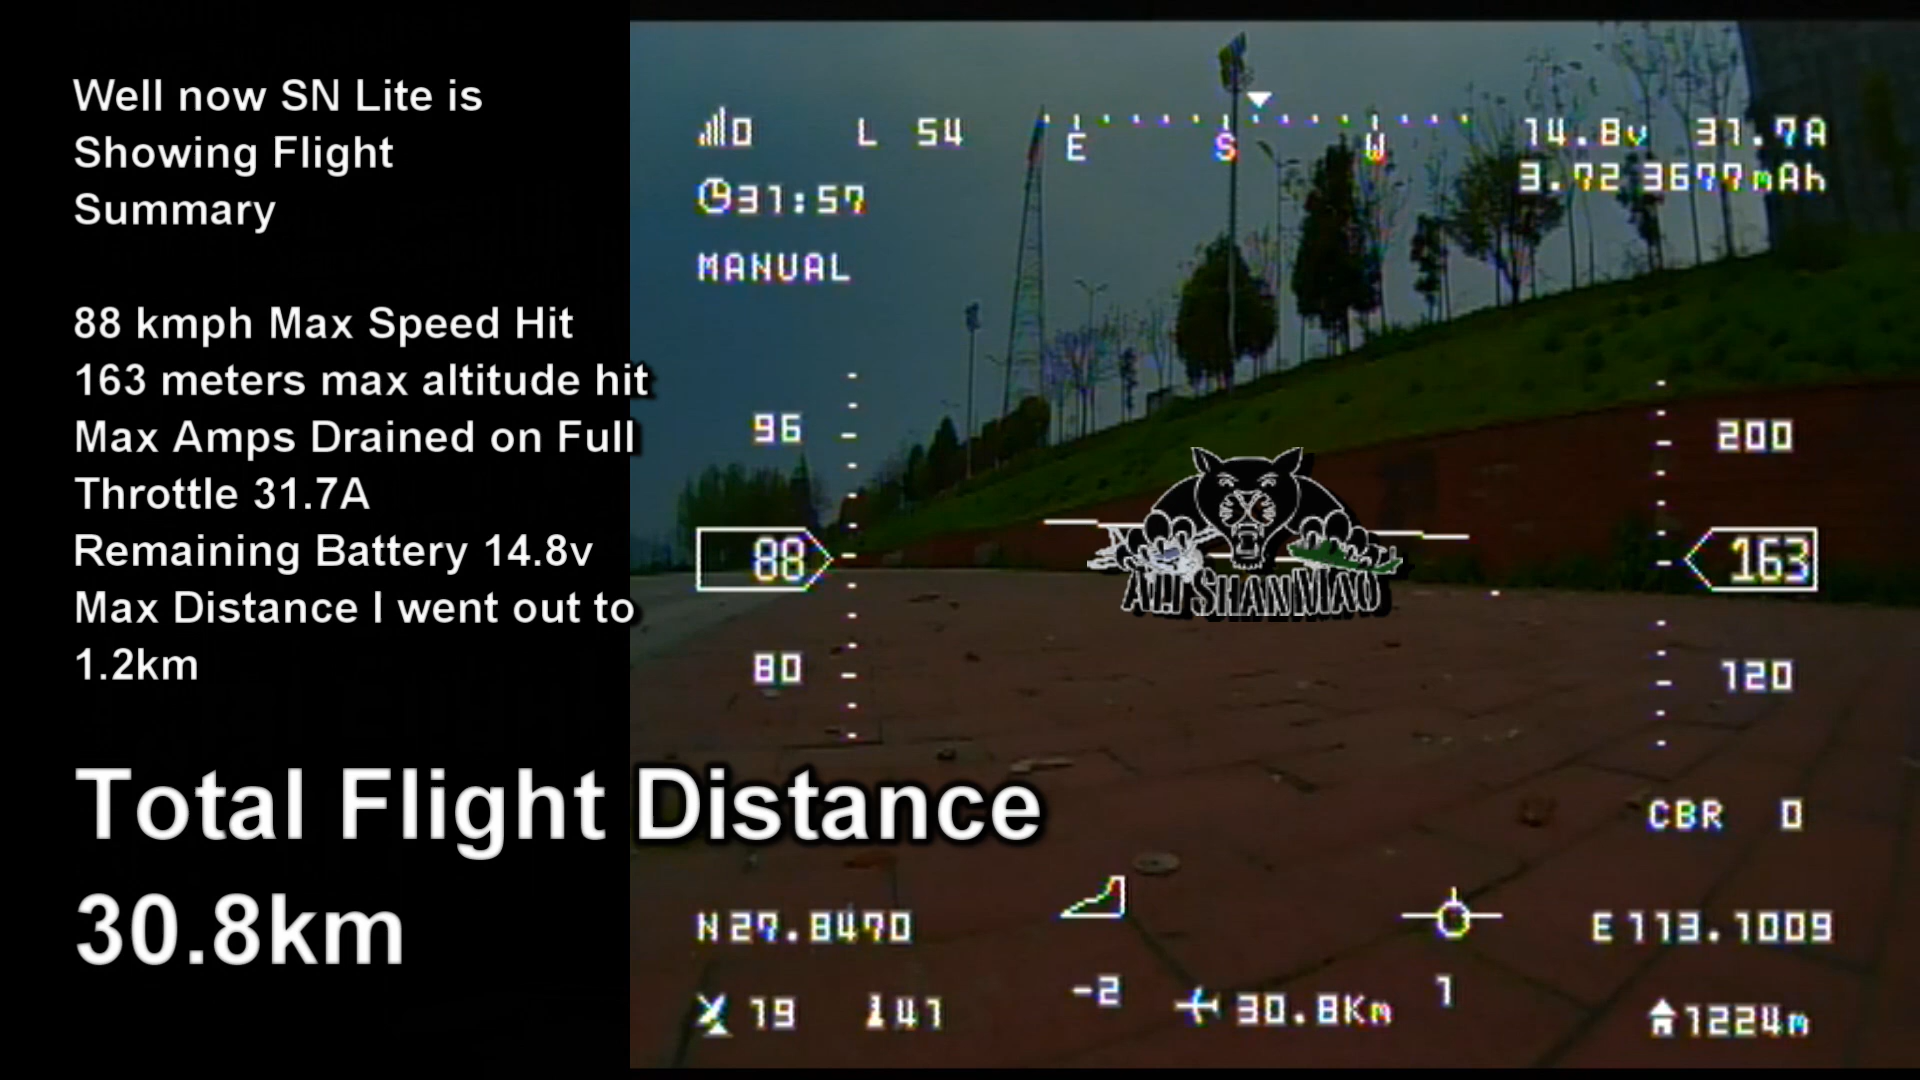 Well now SN Lite is
Showing Flight
Summary
88 kmph Max Speed Hit
163 meters max altitude hit
Max Amps Drained on Full
Throttle 31.7A
Remaining Battery 14.8v
Max Distance I went out to
1.2km
Total Flight Distance
30.8km
0 L 54 E S W 14.8v 31.7A
31:57 3.72 3677mAh
MANUAL
96 200
88 163
ALI SHANMAO
80 120
CBR 0
N 27.8470 E 113.1009
19 41 -2 30.8Km 1 1224m